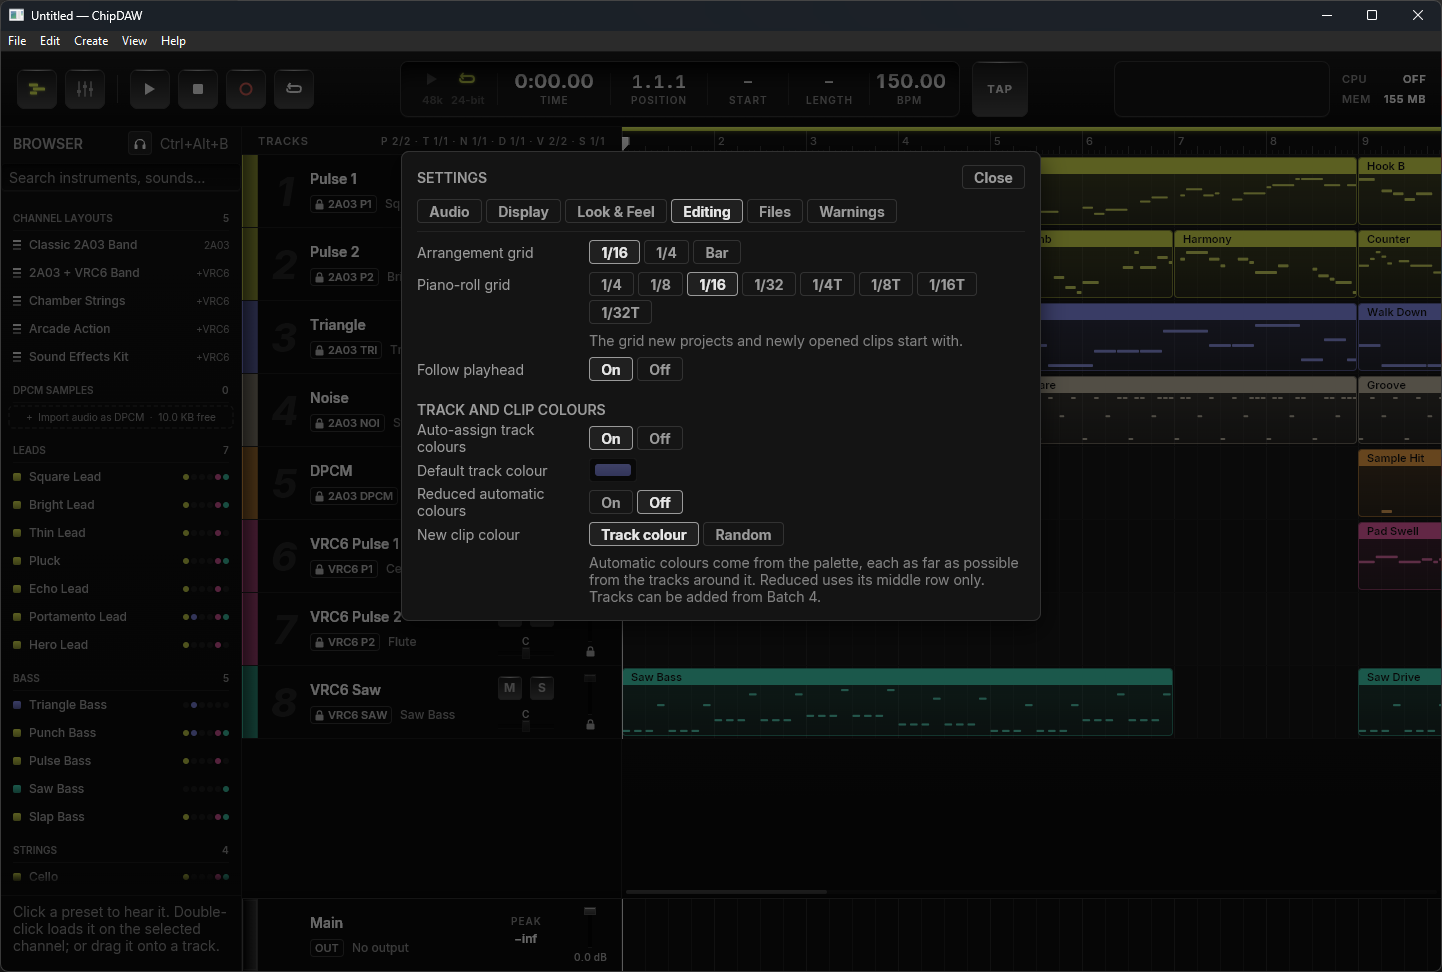 Untitled — ChipDAW
File Edit Create View Help
48k 24-bit
0:00.00
TIME
1.1.1
POSITION
–
START
–
LENGTH
150.00
BPM
TAP
CPU OFF
MEM 155 MB
BROWSER Ctrl+Alt+B
Search instruments, sounds...
CHANNEL LAYOUTS 5
Classic 2A03 Band 2A03
2A03 + VRC6 Band +VRC6
Chamber Strings +VRC6
Arcade Action +VRC6
Sound Effects Kit +VRC6
DPCM SAMPLES 0
+ Import audio as DPCM · 10.0 KB free
LEADS 7
Square Lead
Bright Lead
Thin Lead
Pluck
Echo Lead
Portamento Lead
Hero Lead
BASS 5
Triangle Bass
Punch Bass
Pulse Bass
Saw Bass
Slap Bass
STRINGS 4
Cello
Click a preset to hear it. Double-
click loads it on the selected
channel; or drag it onto a track.
TRACKS P 2/2 · T 1/1 · N 1/1 · D 1/1 · V 2/2 · S 1/1
2 3 4 5 6 7 8 9
1 Pulse 1
2A03 P1 Sq
2 Pulse 2
2A03 P2 Bri
3 Triangle
2A03 TRI Tr
4 Noise
2A03 NOI S
5 DPCM
2A03 DPCM
6 VRC6 Pulse 1
VRC6 P1 Ce
7 VRC6 Pulse 2
VRC6 P2 Flute
C
8 VRC6 Saw
M S
VRC6 SAW Saw Bass
C
SETTINGS
Close
Audio Display Look & Feel Editing Files Warnings
Arrangement grid
1/16 1/4 Bar
Piano-roll grid
1/4 1/8 1/16 1/32 1/4T 1/8T 1/16T
1/32T
The grid new projects and newly opened clips start with.
Follow playhead
On Off
TRACK AND CLIP COLOURS
Auto-assign track
colours
On Off
Default track colour
Reduced automatic
colours
On Off
New clip colour
Track colour Random
Automatic colours come from the palette, each as far as possible
from the tracks around it. Reduced uses its middle row only.
Tracks can be added from Batch 4.
Hook B
mb
Harmony
Counter
Walk Down
are
Groove
Sample Hit
Pad Swell
Saw Bass
Saw Drive
Main
OUT No output
PEAK
–inf
0.0 dB